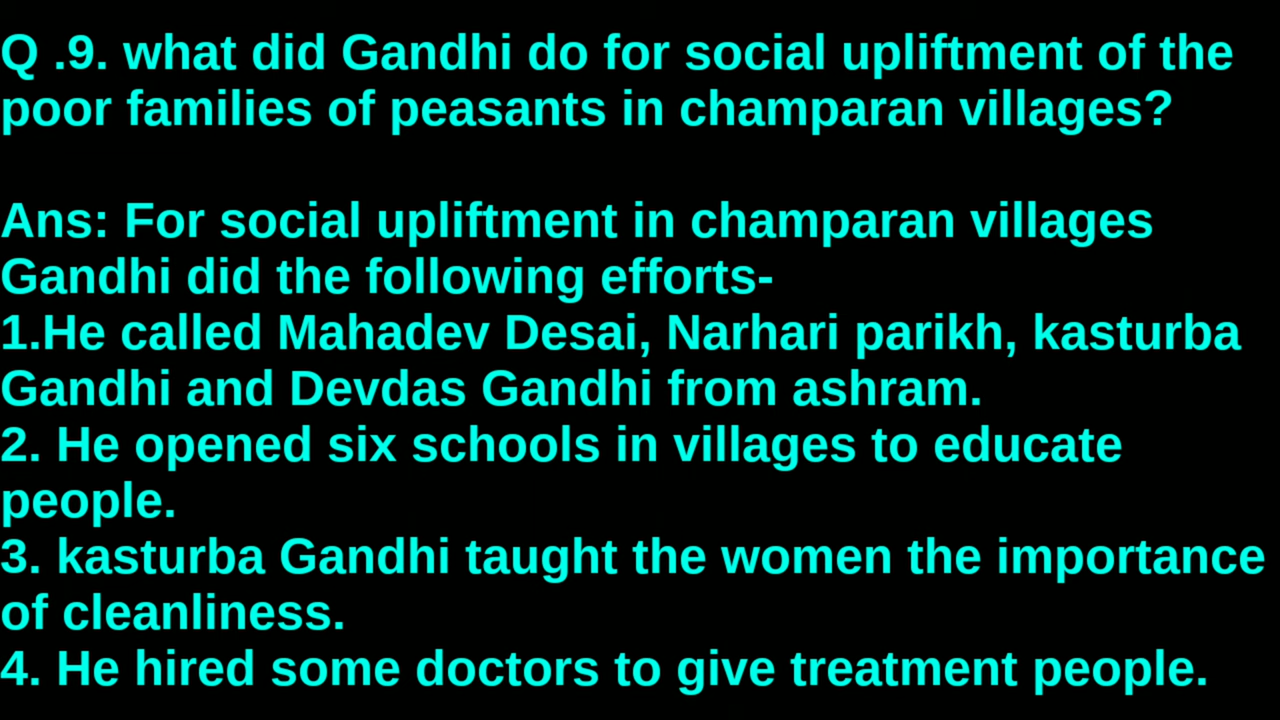 Q .9. what did Gandhi do for social upliftment of the
poor families of peasants in champaran villages?
Ans: For social upliftment in champaran villages
Gandhi did the following efforts-
1.He called Mahadev Desai, Narhari parikh, kasturba
Gandhi and Devdas Gandhi from ashram.
2. He opened six schools in villages to educate
people.
3. kasturba Gandhi taught the women the importance
of cleanliness.
4. He hired some doctors to give treatment people.